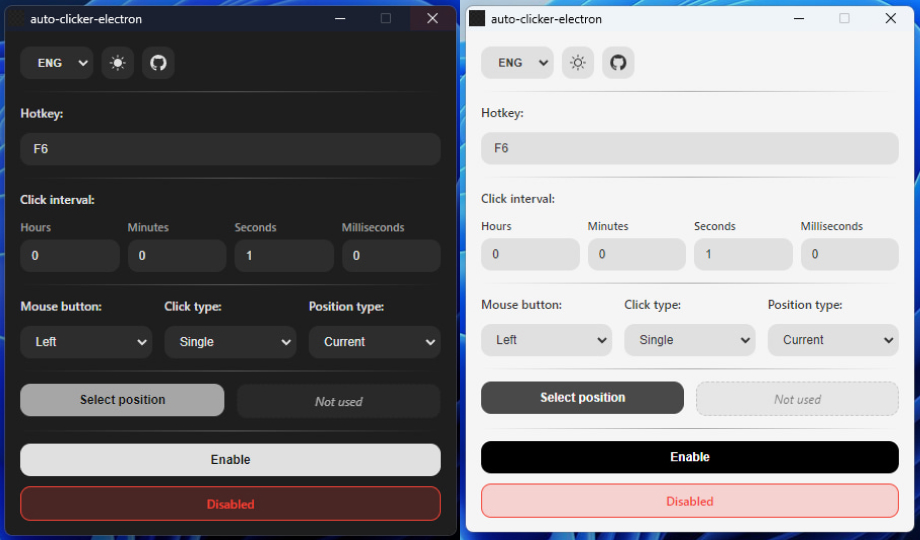 auto-clicker-electron
ENG
Hotkey:
F6
Click interval:
Hours Minutes Seconds Milliseconds
0 0 1 0
Mouse button: Click type: Position type:
Left Single Current
Select position Not used
Enable
Disabled
auto-clicker-electron
ENG
Hotkey:
F6
Click interval:
Hours Minutes Seconds Milliseconds
0 0 1 0
Mouse button: Click type: Position type:
Left Single Current
Select position Not used
Enable
Disabled